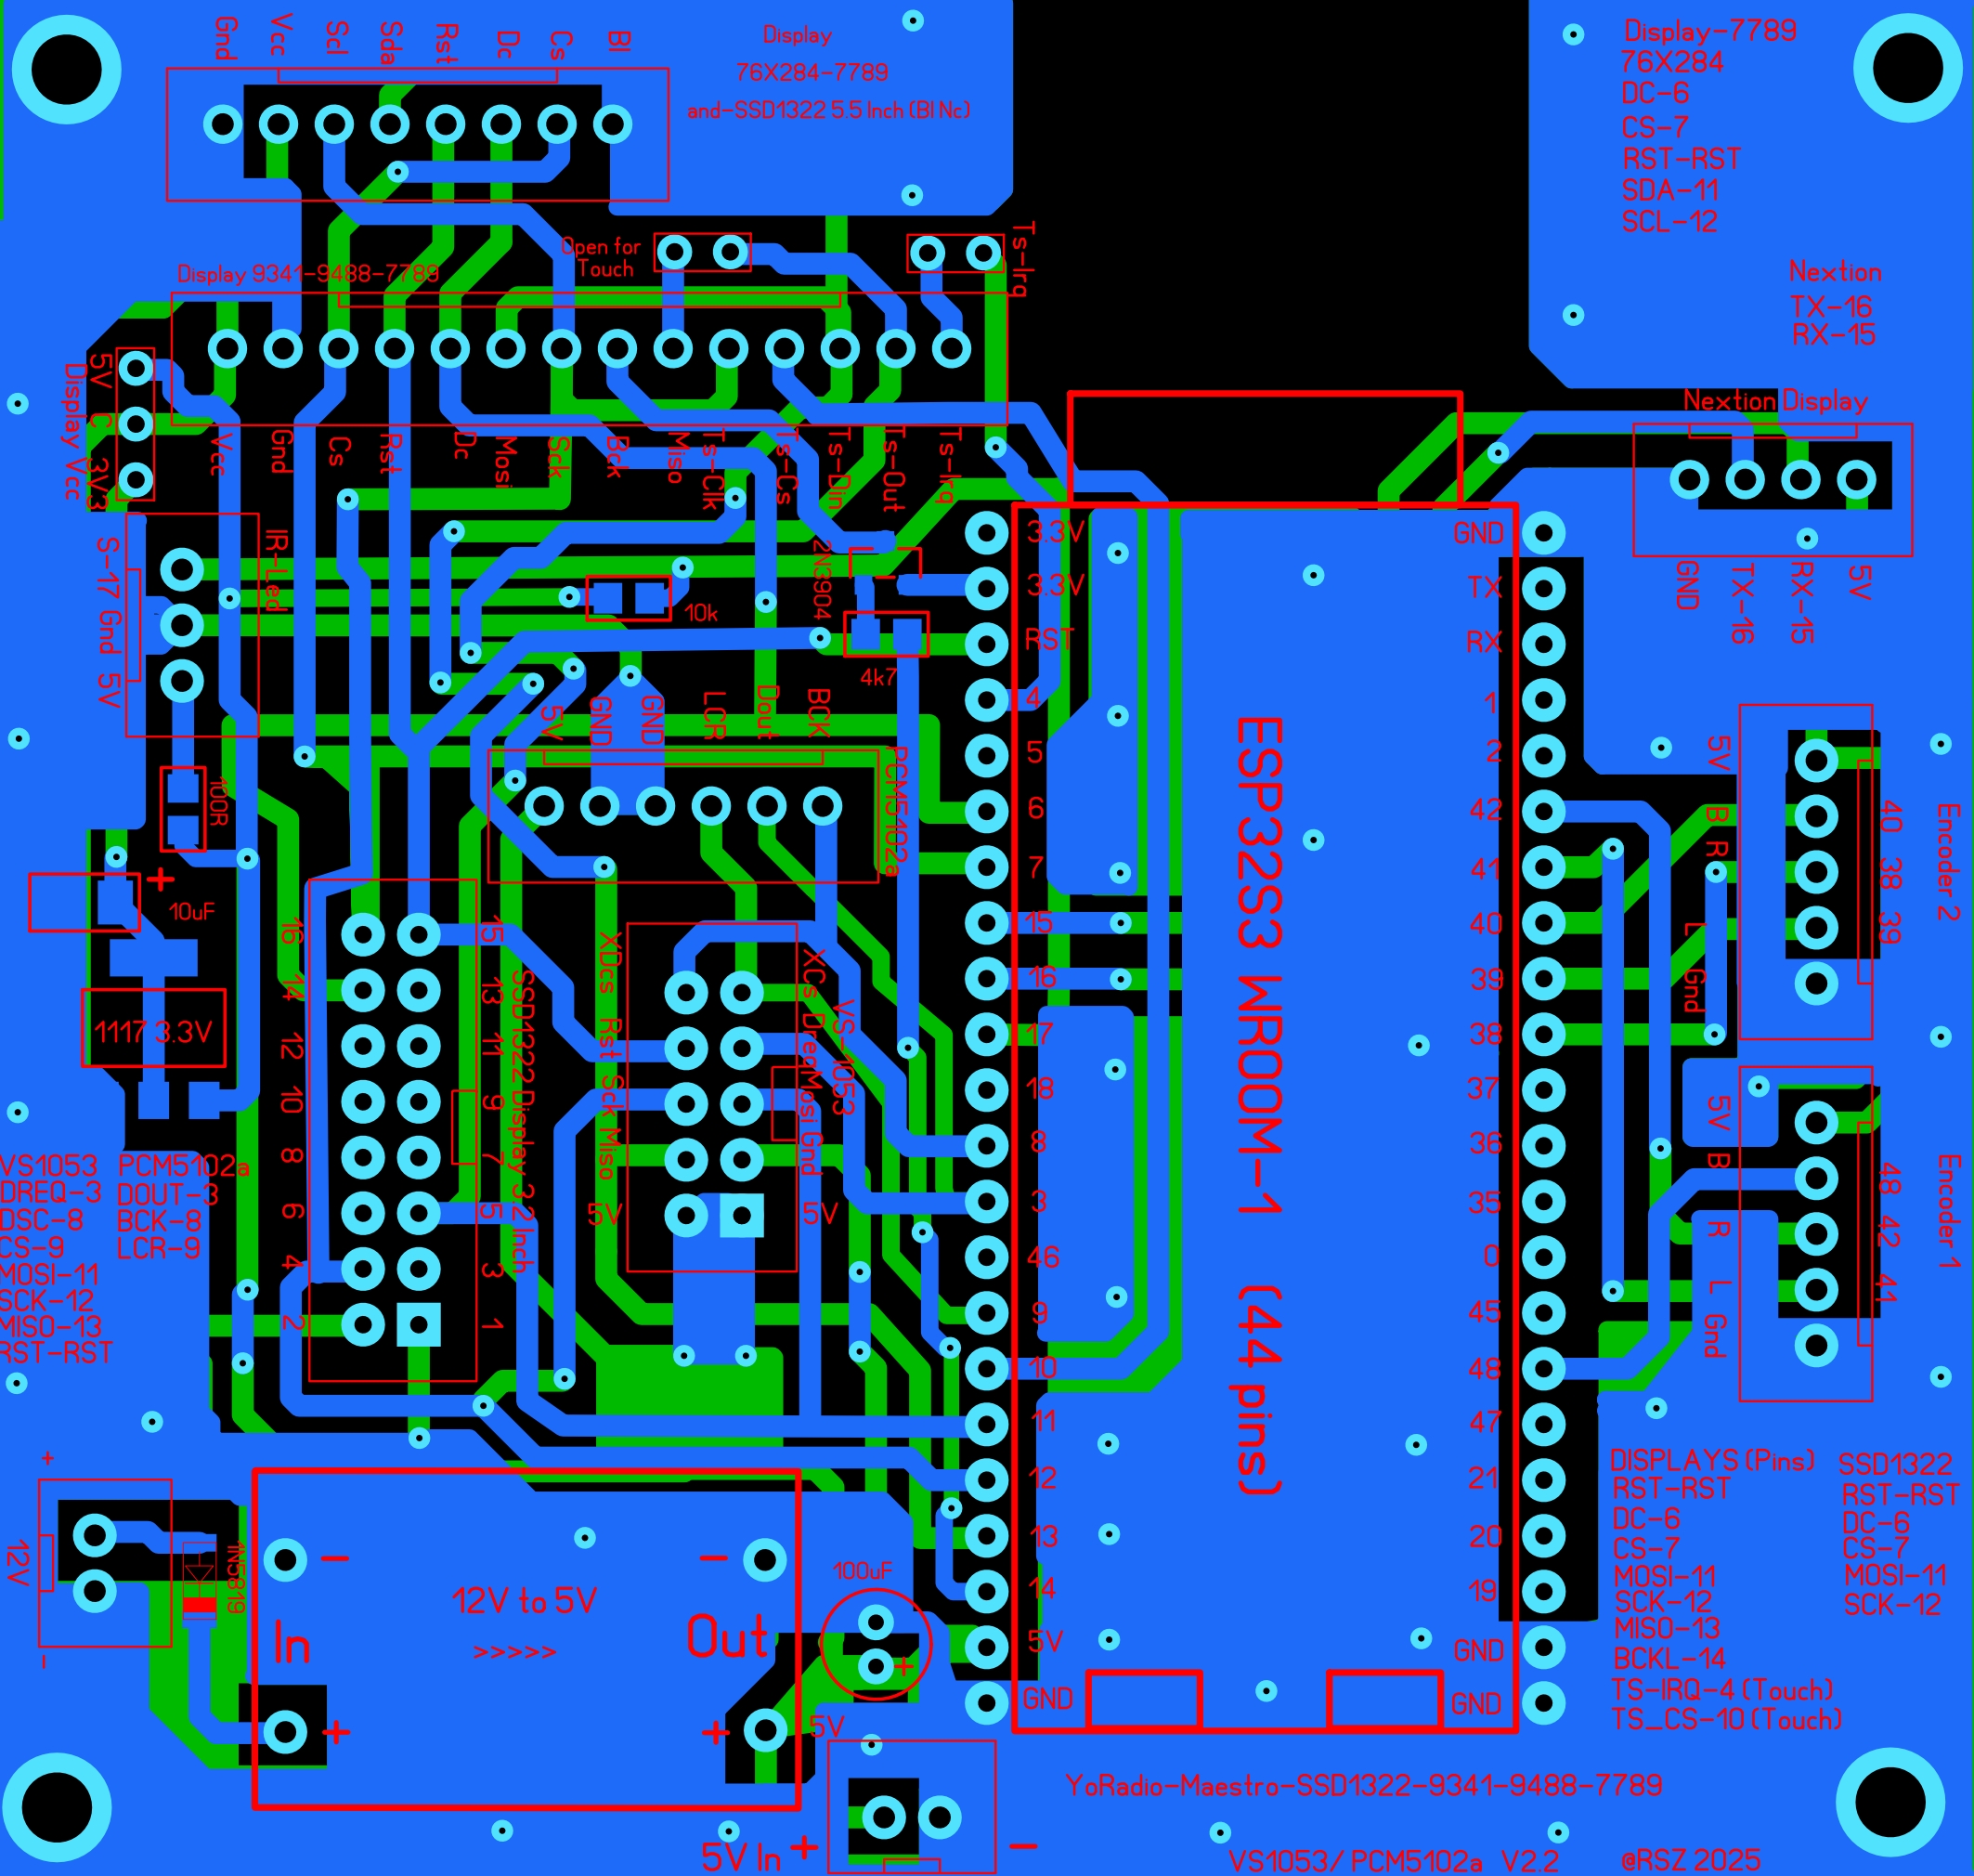 Gnd Vcc Scl Sda Rst Dc Cs Bl
Display
76X284-7789
and-SSD1322 5.5 Inch (Bl Nc)
Display-7789
76X284
DC-6
CS-7
RST-RST
SDA-11
SCL-12
Nextion
TX-16
RX-15
Open for
Touch
Ts-Irq
Display 9341-9488-7789
5V C 3V3
Display Vcc
Vcc Gnd Cs Rst Dc Mosi Sck Bck Miso Ts-Clk Ts-Cs Ts-Din Ts-Out Ts-Irq
Nextion Display
GND TX-16 RX-15 5V
IR-Led
S-17 Gnd 5V
10k
2N3904
4k7
100R
+
10uF
1117 3.3V
5V GND GND LCR Dout BCK
PCM5102a
16 14 12 10 8 6 4 2
15 13 11 9 7 5 3 1
SSD1322 Display 3.2 Inch
XDcs Rst Sck Miso 5V
XCs Dreq Mosi Gnd 5V
VS-1053
3.3V
3.3V
RST
4
5
6
7
15
16
17
18
8
3
46
9
10
11
12
13
14
5V
GND
ESP32S3 WROOM-1 (44 pins)
GND
TX
RX
1
2
42
41
40
39
38
37
36
35
0
45
48
47
21
20
19
GND
GND
5V B R L Gnd
40 38 39
Encoder 2
5V B R L Gnd
48 42 41
Encoder 1
VS1053
DREQ-3
DSC-8
CS-9
MOSI-11
SCK-12
MISO-13
RST-RST
PCM5102a
DOUT-3
BCK-8
LCR-9
+
12V
-
1N5819
- -
12V to 5V
In Out
>>>>>
+ +
100uF
+
5V
5V In + -
DISPLAYS (Pins)
RST-RST
DC-6
CS-7
MOSI-11
SCK-12
MISO-13
BCKL-14
TS-IRQ-4 (Touch)
TS_CS-10 (Touch)
SSD1322
RST-RST
DC-6
CS-7
MOSI-11
SCK-12
YoRadio-Maestro-SSD1322-9341-9488-7789
VS1053/PCM5102a V2.2 @RSZ 2025